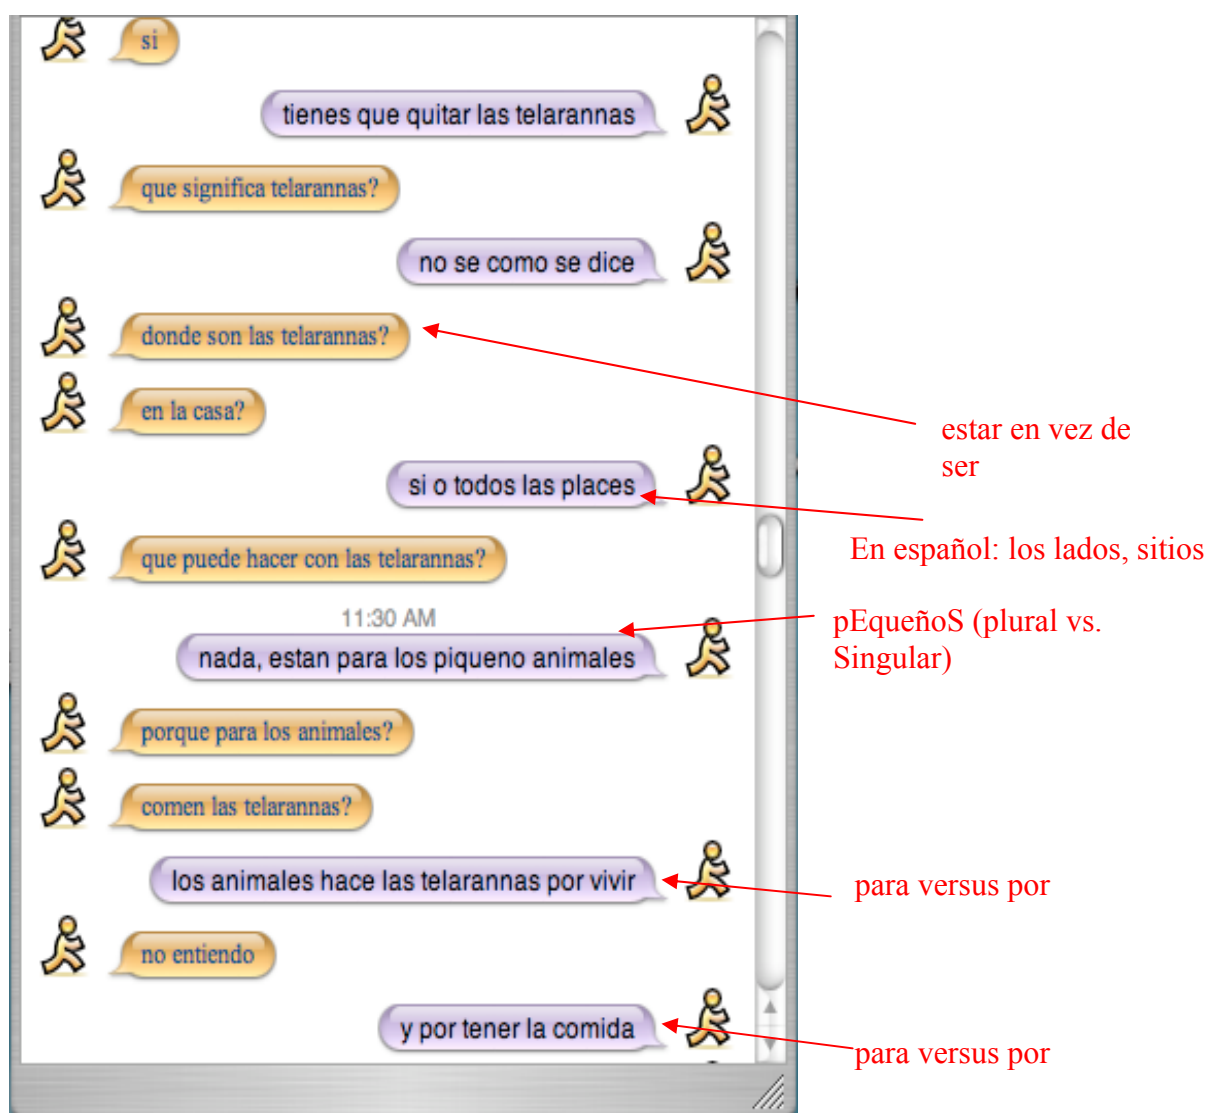 si
tienes que quitar las telarannas
que significa telarannas?
no se como se dice
donde son las telarannas?
en la casa?
estar en vez de
ser
si o todos las places
En español: los lados, sitios
que puede hacer con las telarannas?
11:30 AM
pEqueñoS (plural vs.
Singular)
nada, estan para los piqueno animales
porque para los animales?
comen las telarannas?
los animales hace las telarannas por vivir
para versus por
no entiendo
y por tener la comida
para versus por